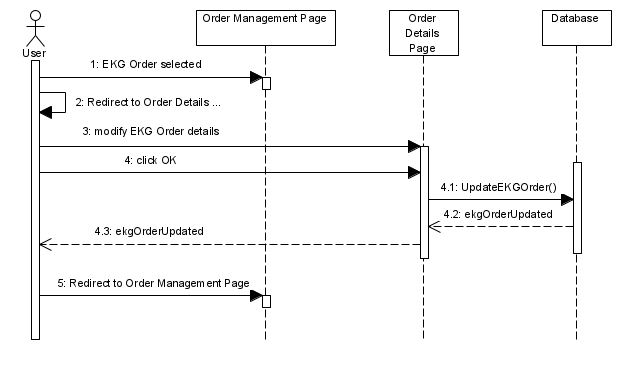 Order Management Page
Order
Details
Page
Database
User
1: EKG Order selected
2: Redirect to Order Details ...
3: modify EKG Order details
4: click OK
4.1: UpdateEKGOrder()
4.2: ekgOrderUpdated
4.3: ekgOrderUpdated
5: Redirect to Order Management Page